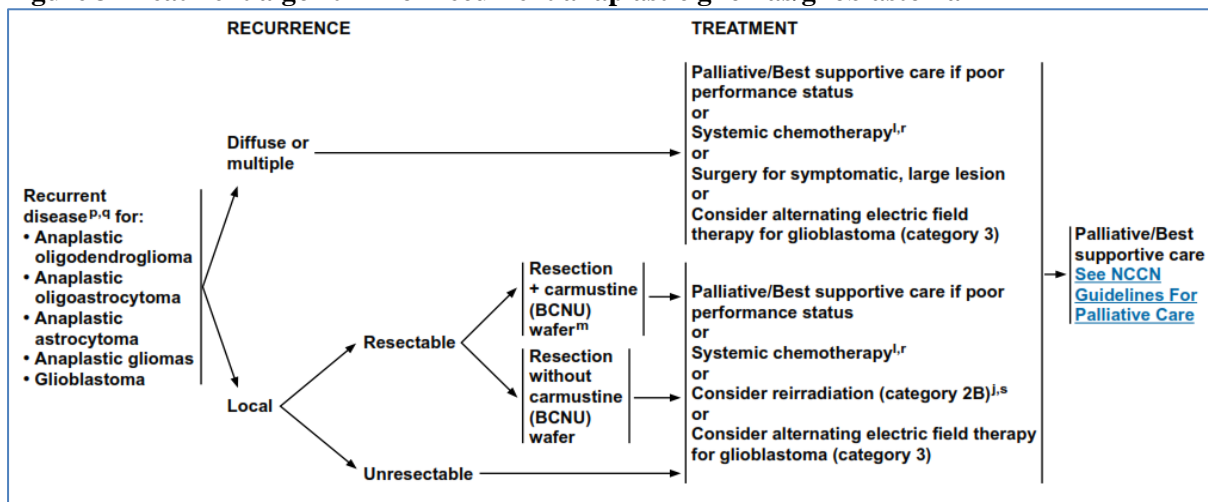 RECURRENCE
TREATMENT
Recurrent
disease^p,q for:
• Anaplastic
oligodendroglioma
• Anaplastic
oligoastrocytoma
• Anaplastic
astrocytoma
• Anaplastic gliomas
• Glioblastoma
Diffuse or
multiple
Local
Resectable
Unresectable
Resection
+ carmustine
(BCNU)
wafer^m
Resection
without
carmustine
(BCNU)
wafer
Palliative/Best supportive care if poor
performance status
or
Systemic chemotherapy^l,r
or
Surgery for symptomatic, large lesion
or
Consider alternating electric field
therapy for glioblastoma (category 3)
Palliative/Best supportive care if poor
performance status
or
Systemic chemotherapy^l,r
or
Consider reirradiation (category 2B)^j,s
or
Consider alternating electric field therapy
for glioblastoma (category 3)
Palliative/Best
supportive care
See NCCN
Guidelines For
Palliative Care